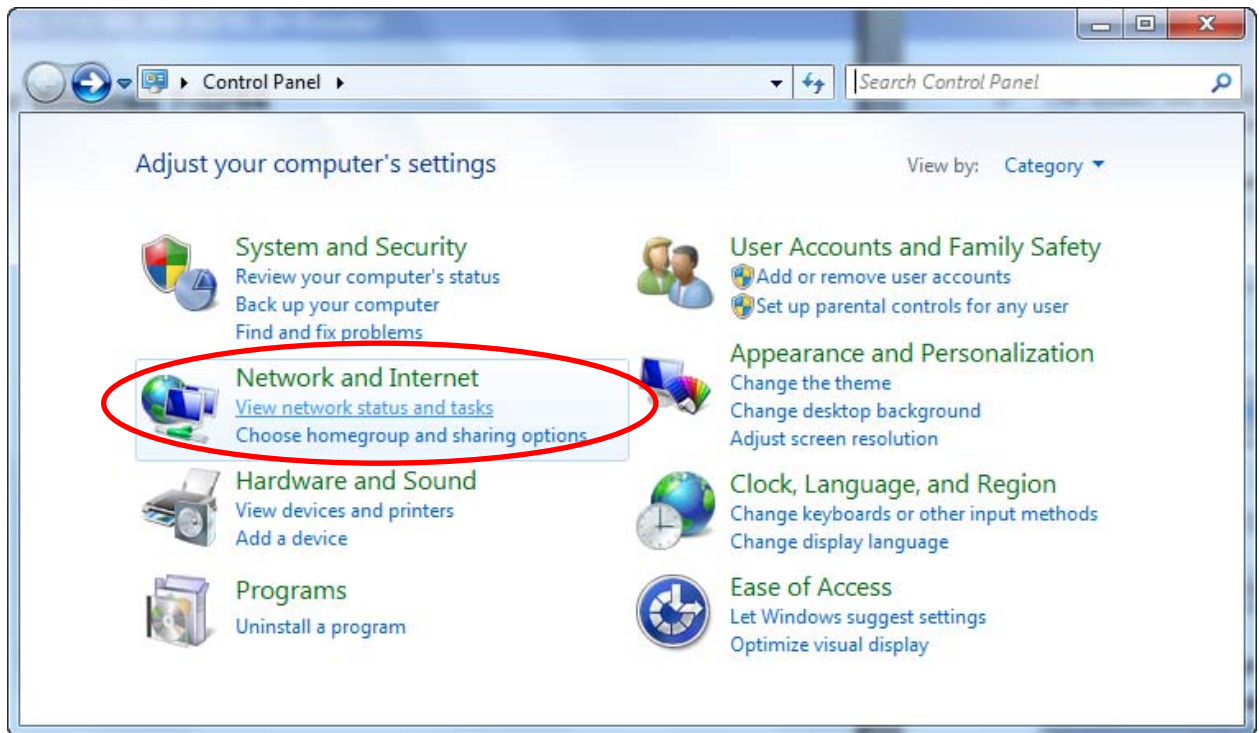 Control Panel
Search Control Panel
Adjust your computer's settings
View by: Category
System and Security
Review your computer's status
Back up your computer
Find and fix problems
Network and Internet
View network status and tasks
Choose homegroup and sharing options
Hardware and Sound
View devices and printers
Add a device
Programs
Uninstall a program
User Accounts and Family Safety
Add or remove user accounts
Set up parental controls for any user
Appearance and Personalization
Change the theme
Change desktop background
Adjust screen resolution
Clock, Language, and Region
Change keyboards or other input methods
Change display language
Ease of Access
Let Windows suggest settings
Optimize visual display